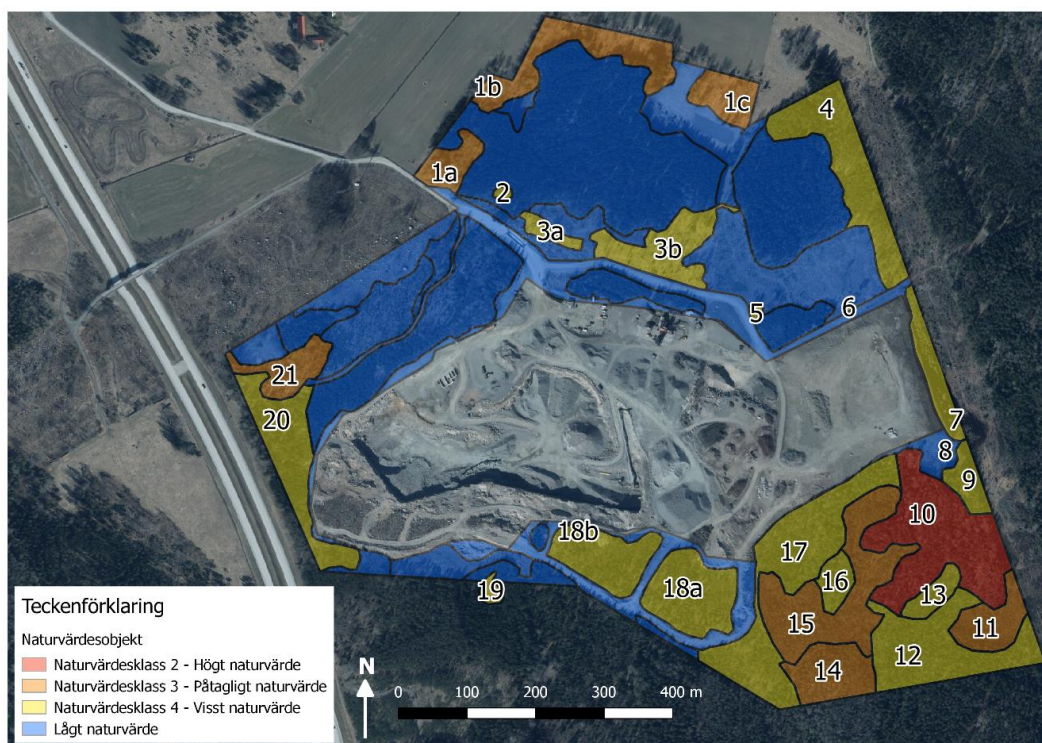 1b
1c
4
1a
2
3a
3b
5
6
21
20
7
8
9
10
18b
17
16
13
19
18a
15
11
12
14
Teckenförklaring
Naturvärdesobjekt
Naturvärdesklass 2 - Högt naturvärde
Naturvärdesklass 3 - Påtagligt naturvärde
Naturvärdesklass 4 - Visst naturvärde
Lågt naturvärde
N
0 100 200 300 400 m